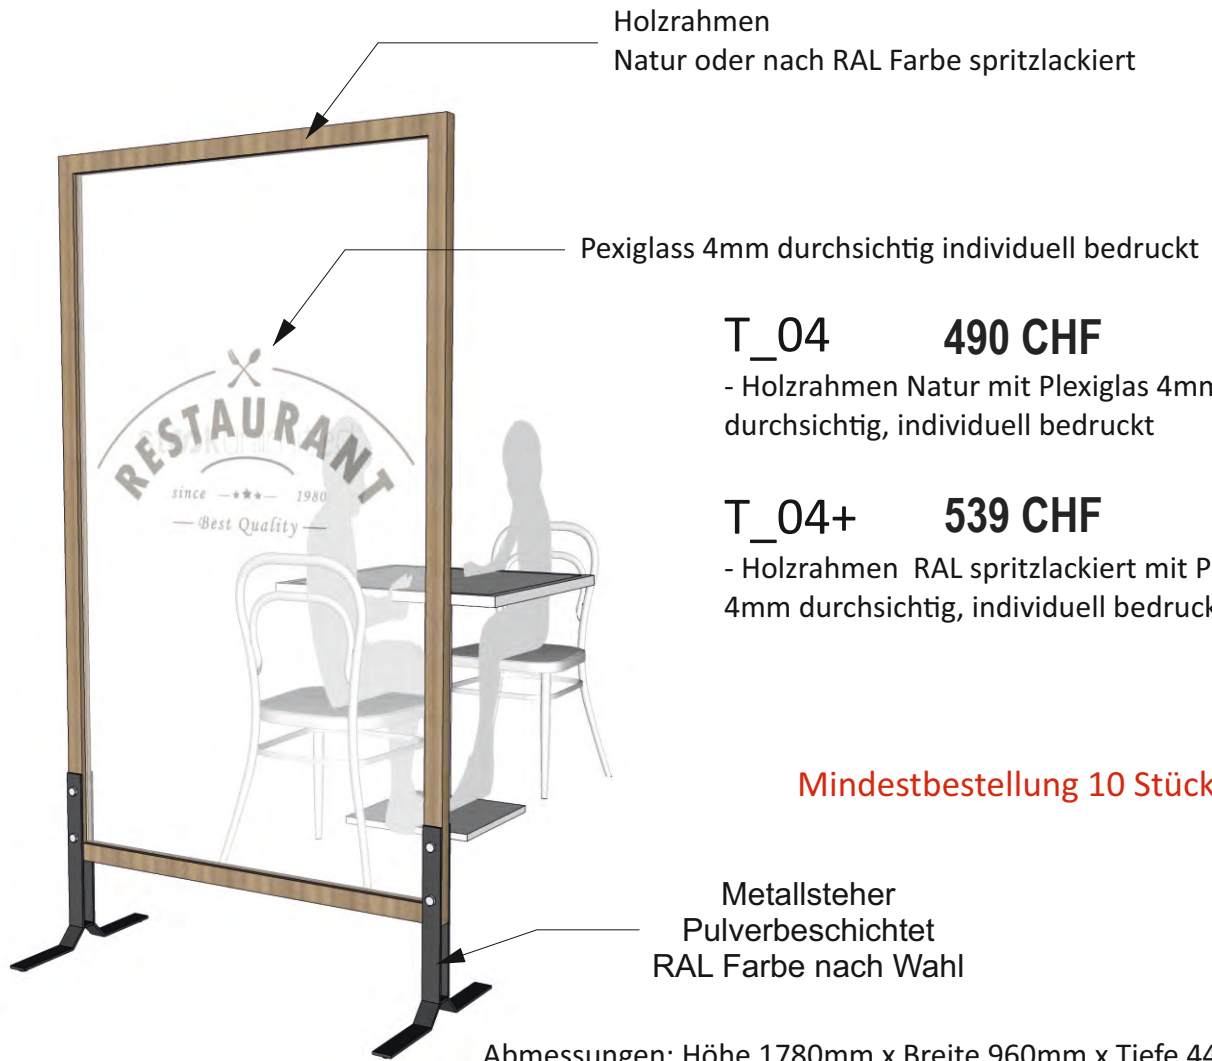 Holzrahmen
Natur oder nach RAL Farbe spritzlackiert
Pexiglass 4mm durchsichtig individuell bedruckt
T_04 490 CHF
- Holzrahmen Natur mit Plexiglas 4mm
durchsichtig, individuell bedruckt
T_04+ 539 CHF
- Holzrahmen RAL spritzlackiert mit
4mm durchsichtig, individuell
RESTAURANT
since 1980
Best Quality
Mindestbestellung 10 Stück
Metallsteher
Pulverbeschichtet
RAL Farbe nach Wahl
Abmessungen: Höhe 1780mm x Breite 960mm x Tiefe